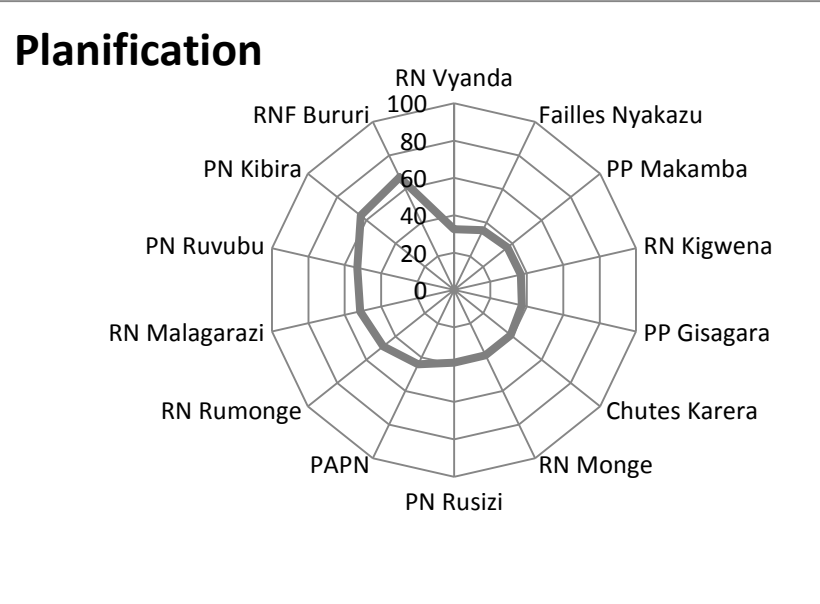 Planification
RN Vyanda
Failles Nyakazu
PP Makamba
RN Kigwena
PP Gisagara
Chutes Karera
RN Monge
PN Rusizi
PAPN
RN Rumonge
RN Malagarazi
PN Ruvubu
PN Kibira
RNF Bururi
100
80
60
40
20
0